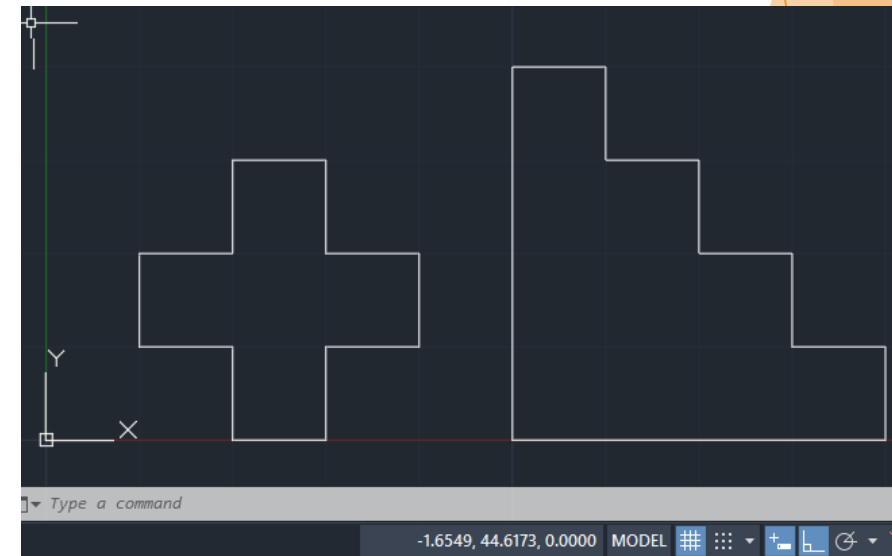 Y
X
Type a command
-1.6549, 44.6173, 0.0000 MODEL